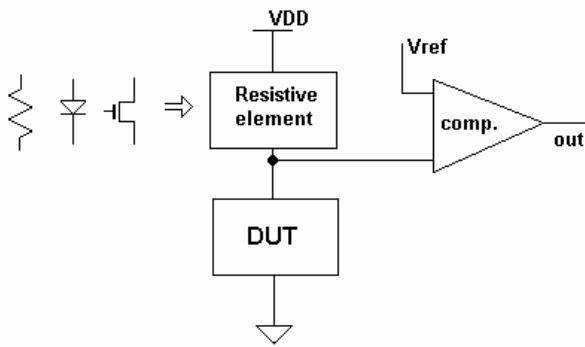 VDD
Vref
Resistive
element
comp.
out
DUT